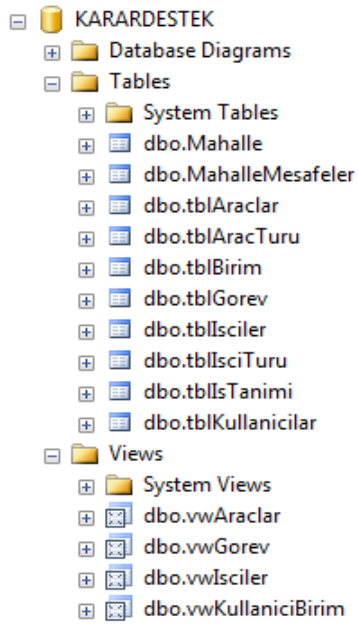 KARARDESTEK
Database Diagrams
Tables
System Tables
dbo.Mahalle
dbo.MahalleMesafeler
dbo.tblAraclar
dbo.tblAracTuru
dbo.tblBirim
dbo.tblGorev
dbo.tblIsciler
dbo.tblIsciTuru
dbo.tblIsTanimi
dbo.tblKullanicilar
Views
System Views
dbo.vwAraclar
dbo.vwGorev
dbo.vwIsciler
dbo.vwKullaniciBirim